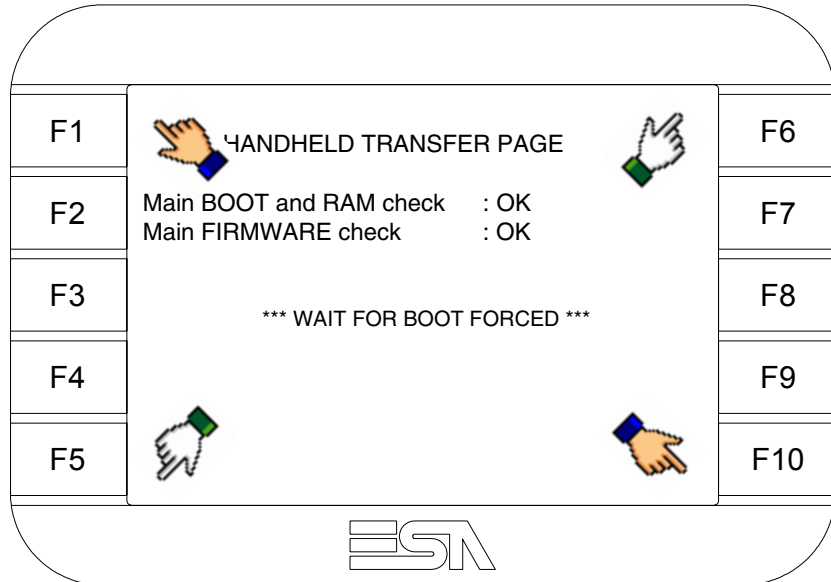 HANDHELD TRANSFER PAGE
Main BOOT and RAM check : OK
Main FIRMWARE check : OK
*** WAIT FOR BOOT FORCED ***
F1
F2
F3
F4
F5
F6
F7
F8
F9
F10
ESA